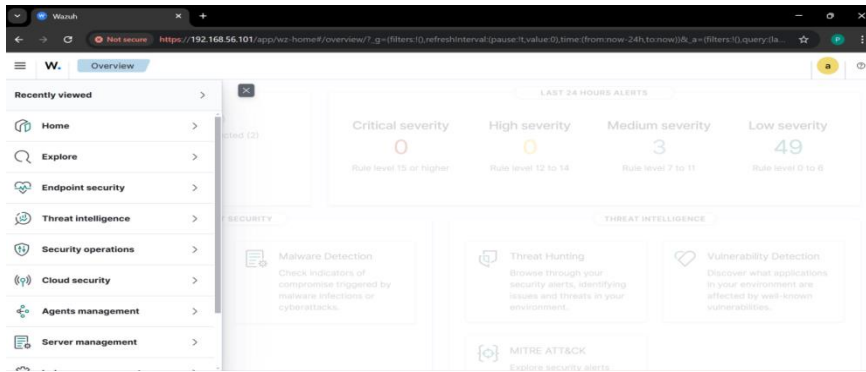 Wazuh
Not secure https://192.168.56.101/app/wz-home#/overview/?_g=(filters:!(),refreshInterval:(pause:!t,value:0),time:(from:now-24h,to:now))&_a=(filters:!(),query:(la...
P
W. Overview
a
Recently viewed
Home
Explore
Endpoint security
Threat intelligence
Security operations
Cloud security
Agents management
Server management
LAST 24 HOURS ALERTS
(2)
Critical severity
0
Rule level 15 or higher
High severity
0
Rule level 12 to 14
Medium severity
3
Rule level 7 to 11
Low severity
49
Rule level 0 to 6
SECURITY
Malware Detection
Check indicators of
compromise triggered by
malware infections or
cyberattacks.
THREAT INTELLIGENCE
Threat Hunting
Browse through your
security alerts, identifying
issues and threats in your
environment.
Vulnerability Detection
Discover what applications
in your environment are
affected by well-known
vulnerabilities.
MITRE ATT&CK
Explore security alerts